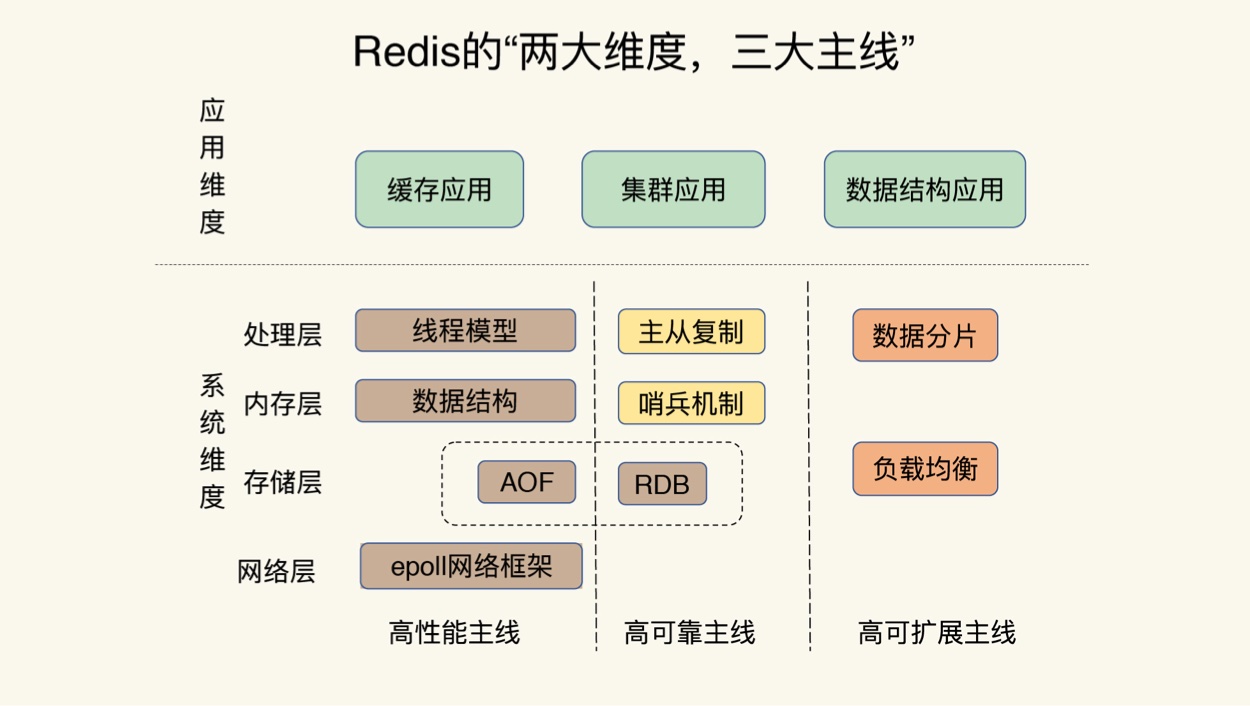 Redis的“两大维度，三大主线”
应用维度
缓存应用
集群应用
数据结构应用
系统维度
处理层
线程模型
主从复制
数据分片
内存层
数据结构
哨兵机制
存储层
AOF
RDB
负载均衡
网络层
epoll网络框架
高性能主线
高可靠主线
高可扩展主线